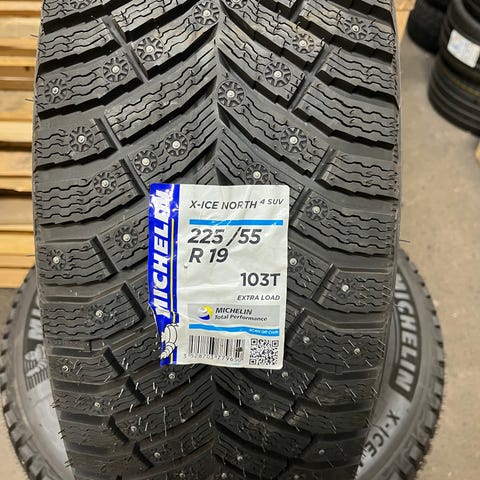 MICHELIN
X-ICE NORTH 4 SUV
225/55
R 19
103T
EXTRA LOAD
MICHELIN
Total Performance
MICHELIN
X-ICE